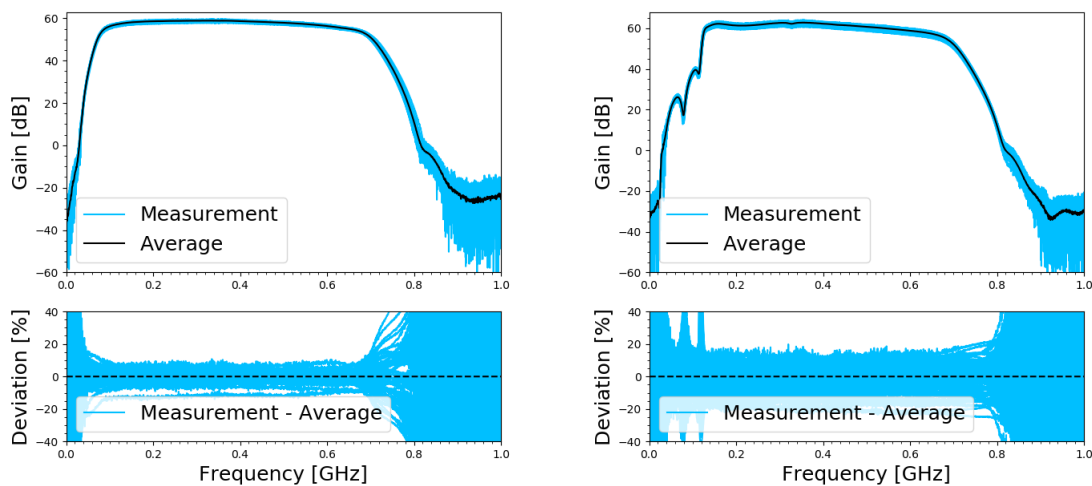 60
40
20
0
−20
−40
−60
Gain [dB]
Measurement
Average
0.0 0.2 0.4 0.6 0.8 1.0
40
20
0
−20
−40
Deviation [%]
Measurement - Average
0.0 0.2 0.4 0.6 0.8 1.0
Frequency [GHz]
60
40
20
0
−20
−40
−60
Gain [dB]
Measurement
Average
0.0 0.2 0.4 0.6 0.8 1.0
40
20
0
−20
−40
Deviation [%]
Measurement - Average
0.0 0.2 0.4 0.6 0.8 1.0
Frequency [GHz]